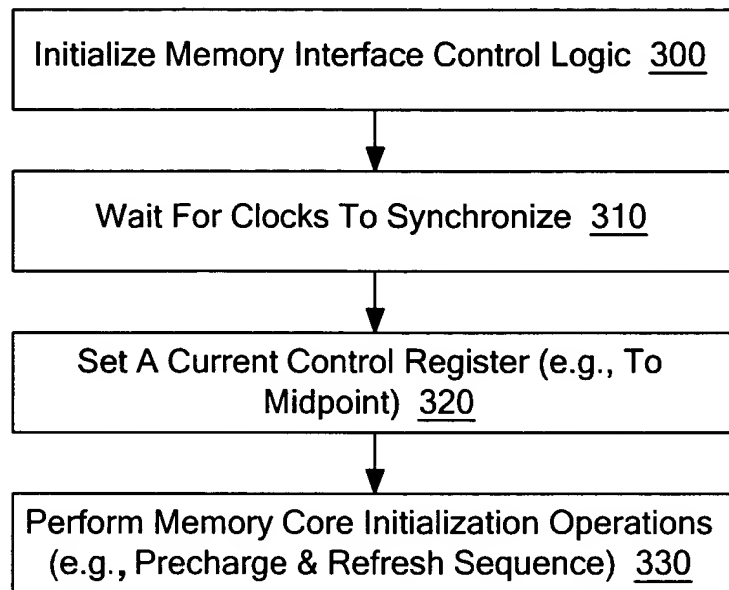 Initialize Memory Interface Control Logic 300
Wait For Clocks To Synchronize 310
Set A Current Control Register (e.g., To
Midpoint) 320
Perform Memory Core Initialization Operations
(e.g., Precharge & Refresh Sequence) 330